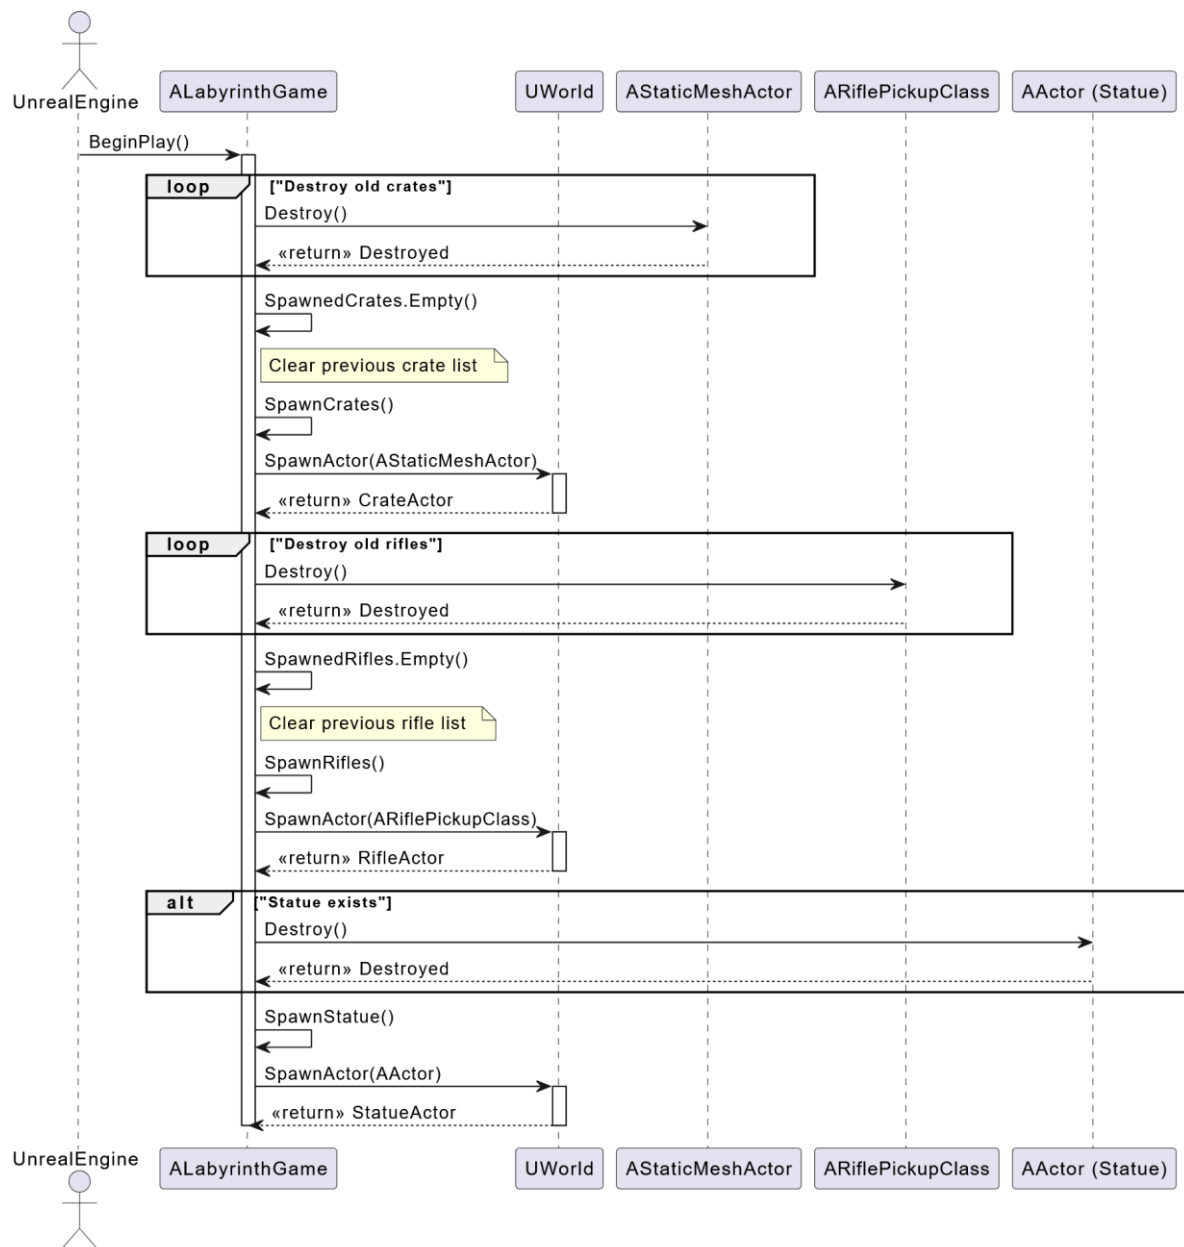 UnrealEngine
ALabyrinthGame
UWorld
AStaticMeshActor
ARiflePickupClass
AActor (Statue)
BeginPlay()
loop
["Destroy old crates"]
Destroy()
«return» Destroyed
SpawnedCrates.Empty()
Clear previous crate list
SpawnCrates()
SpawnActor(AStaticMeshActor)
«return» CrateActor
loop
["Destroy old rifles"]
Destroy()
«return» Destroyed
SpawnedRifles.Empty()
Clear previous rifle list
SpawnRifles()
SpawnActor(ARiflePickupClass)
«return» RifleActor
alt
["Statue exists"]
Destroy()
«return» Destroyed
SpawnStatue()
SpawnActor(AActor)
«return» StatueActor
UnrealEngine
ALabyrinthGame
UWorld
AStaticMeshActor
ARiflePickupClass
AActor (Statue)